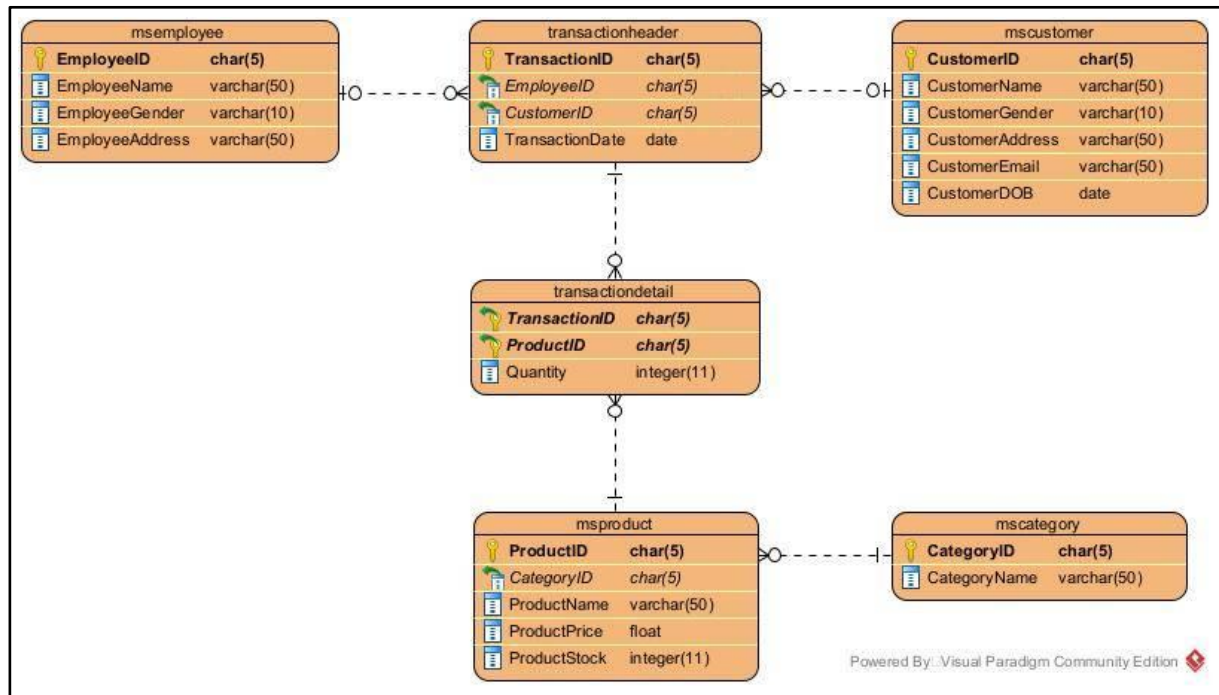 msemployee
EmployeeID char(5)
EmployeeName varchar(50)
EmployeeGender varchar(10)
EmployeeAddress varchar(50)
transactionheader
TransactionID char(5)
EmployeeID char(5)
CustomerID char(5)
TransactionDate date
mscustomer
CustomerID char(5)
CustomerName varchar(50)
CustomerGender varchar(10)
CustomerAddress varchar(50)
CustomerEmail varchar(50)
CustomerDOB date
transactiondetail
TransactionID char(5)
ProductID char(5)
Quantity integer(11)
msproduct
ProductID char(5)
CategoryID char(5)
ProductName varchar(50)
ProductPrice float
ProductStock integer(11)
mscategory
CategoryID char(5)
CategoryName varchar(50)
Powered By Visual Paradigm Community Edition